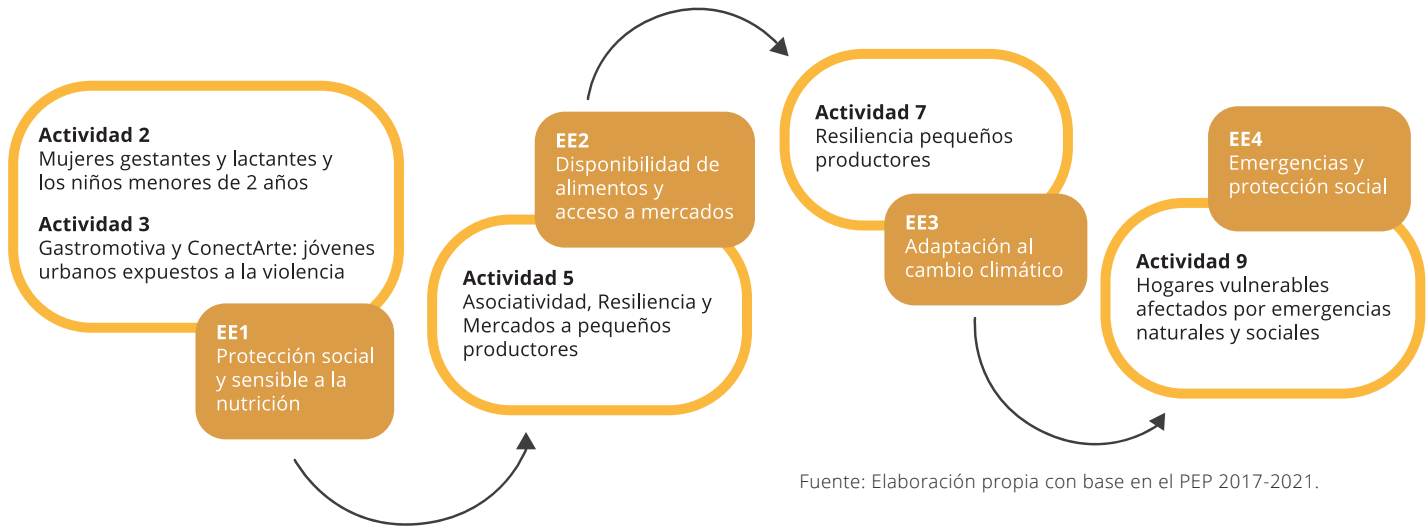 Actividad 2
Mujeres gestantes y lactantes y
los niños menores de 2 años
Actividad 3
Gastromotiva y ConectArte: jóvenes
urbanos expuestos a la violencia
EE1
Protección social
y sensible a la
nutrición
EE2
Disponibilidad de
alimentos y
acceso a mercados
Actividad 5
Asociatividad, Resiliencia y
Mercados a pequeños
productores
Actividad 7
Resiliencia pequeños
productores
EE3
Adaptación al
cambio climático
EE4
Emergencias y
protección social
Actividad 9
Hogares vulnerables
afectados por emergencias
naturales y sociales
Fuente: Elaboración propia con base en el PEP 2017-2021.